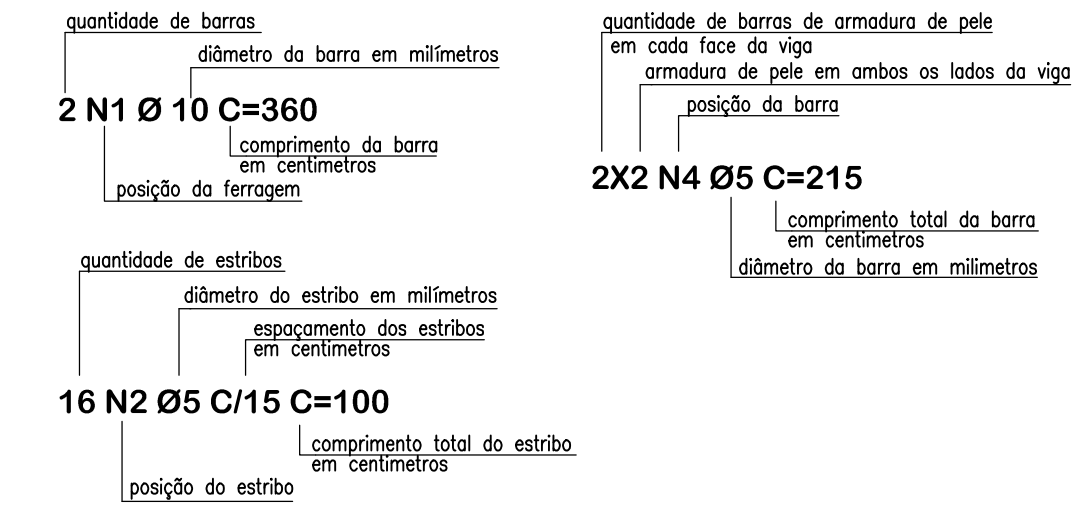 quantidade de barras
diâmetro da barra em milímetros
2 N1 Ø 10 C=360
comprimento da barra
em centimetros
posição da ferragem
quantidade de estribos
diâmetro do estribo em milímetros
espaçamento dos estribos
em centimetros
16 N2 Ø5 C/15 C=100
comprimento total do estribo
em centimetros
posição do estribo
quantidade de barras de armadura de pele
em cada face da viga
armadura de pele em ambos os lados da viga
posição da barra
2X2 N4 Ø5 C=215
comprimento total da barra
em centimetros
diâmetro da barra em milimetros